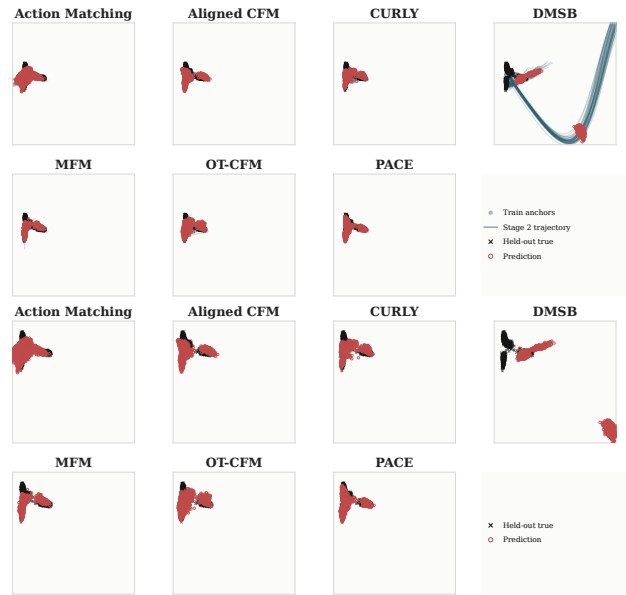 Action Matching
Aligned CFM
CURLY
DMSB
MFM
OT-CFM
PACE
Train anchors
Stage 2 trajectory
Held-out true
Prediction
Action Matching
Aligned CFM
CURLY
DMSB
MFM
OT-CFM
PACE
Held-out true
Prediction